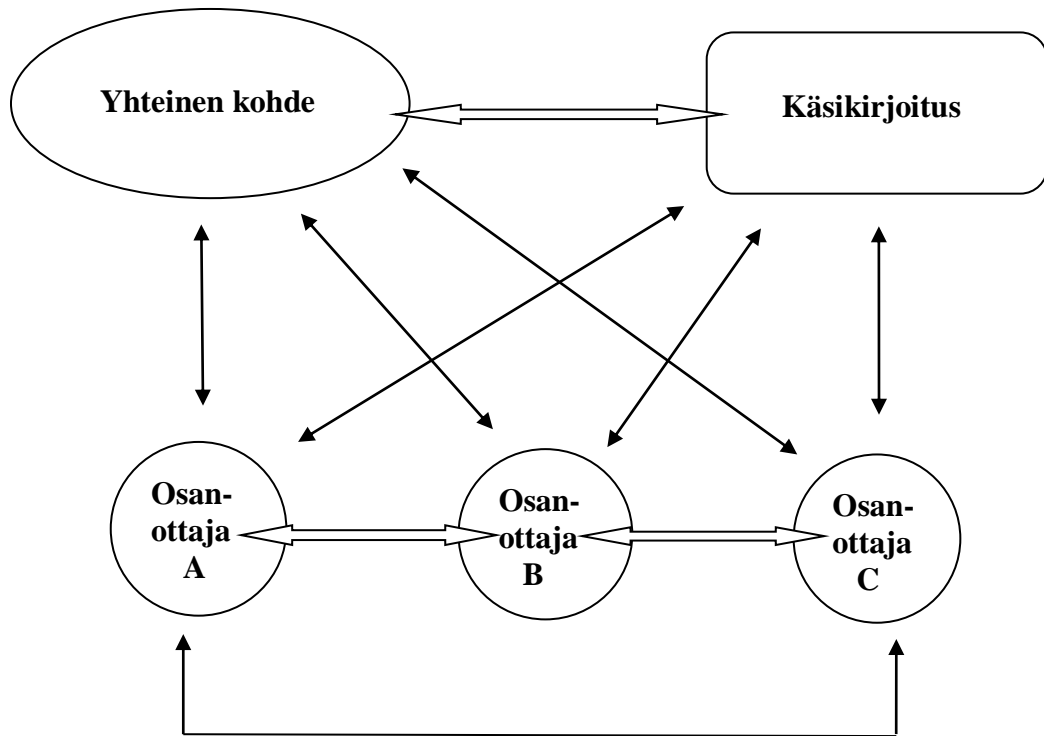 Yhteinen kohde
Käsikirjoitus
Osan-
ottaja
A
Osan-
ottaja
B
Osan-
ottaja
C